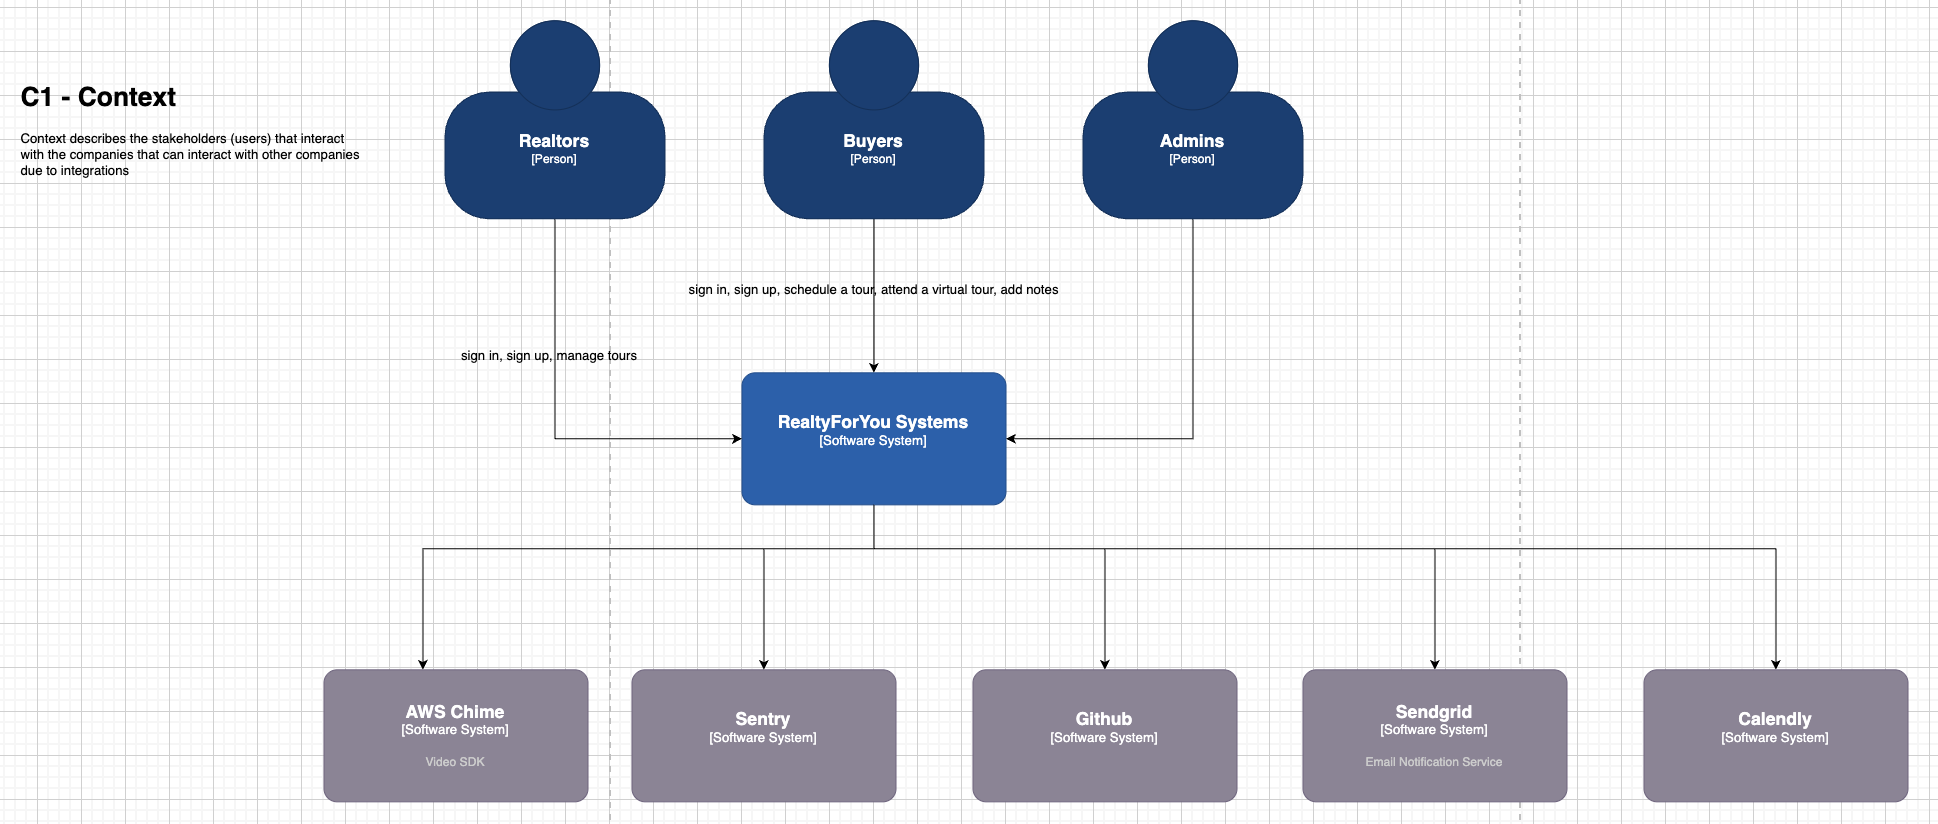 C1 - Context
Context describes the stakeholders (users) that interact
with the companies that can interact with other companies
due to integrations
Realtors
[Person]
Buyers
[Person]
Admins
[Person]
sign in, sign up, schedule a tour, attend a virtual tour, add notes
sign in, sign up, manage tours
RealtyForYou Systems
[Software System]
AWS Chime
[Software System]
Video SDK
Sentry
[Software System]
Github
[Software System]
Sendgrid
[Software System]
Email Notification Service
Calendly
[Software System]